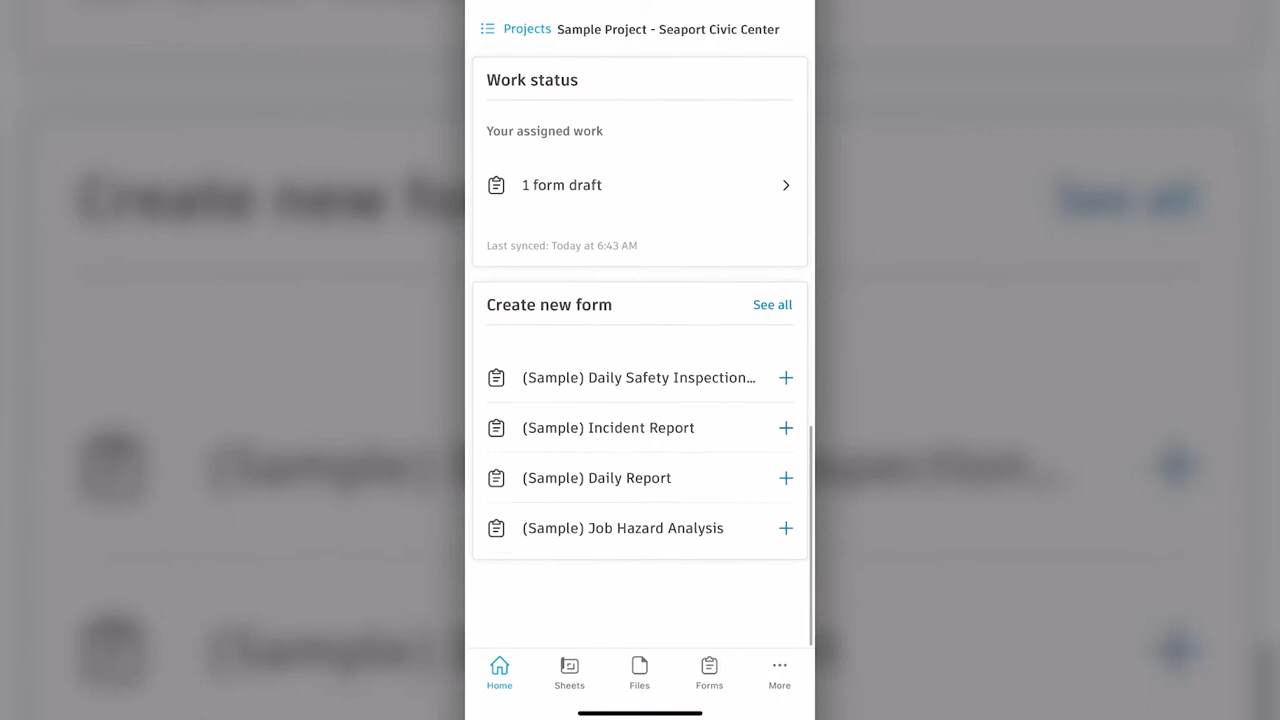 Projects Sample Project - Seaport Civic Center
Work status
Your assigned work
1 form draft
Last synced: Today at 6:43 AM
Create new form See all
(Sample) Daily Safety Inspection...
(Sample) Incident Report
(Sample) Daily Report
(Sample) Job Hazard Analysis
Home Sheets Files Forms More